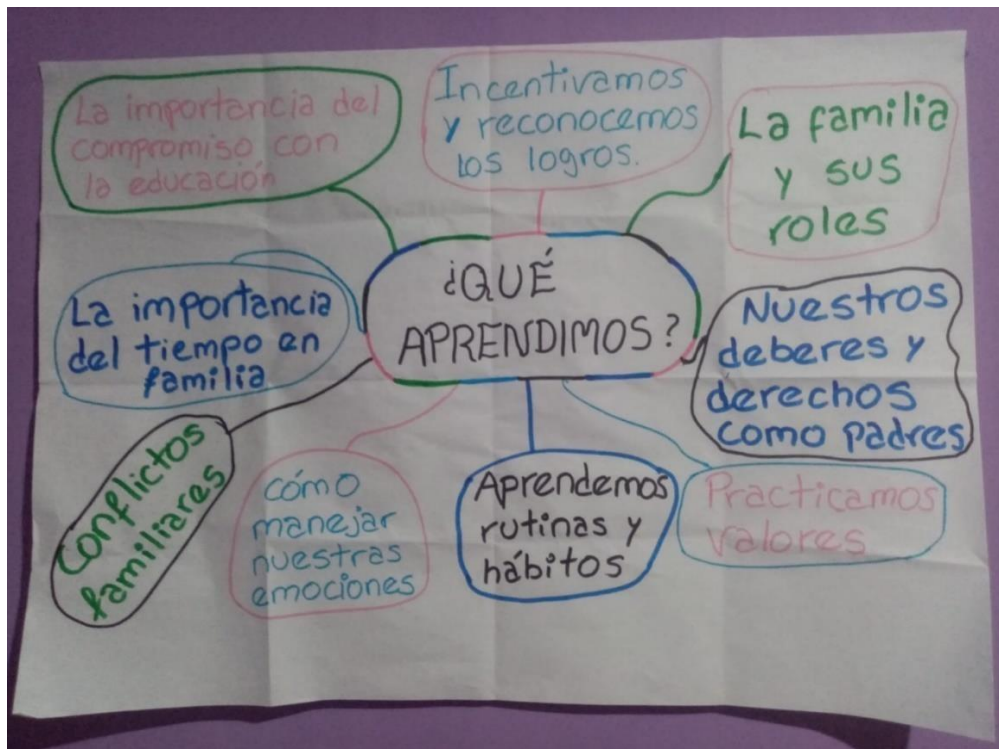 La importancia del
compromiso con
la educación
Incentivamos
y reconocemos
los logros.
La familia
y sus
roles
¿QUÉ
APRENDIMOS?
La importancia
del tiempo en
familia
Nuestros
deberes y
derechos
como padres
Conflictos
familiares
cómo
manejar
nuestras
emociones
Aprendemos
rutinas y
hábitos
Practicamos
valores